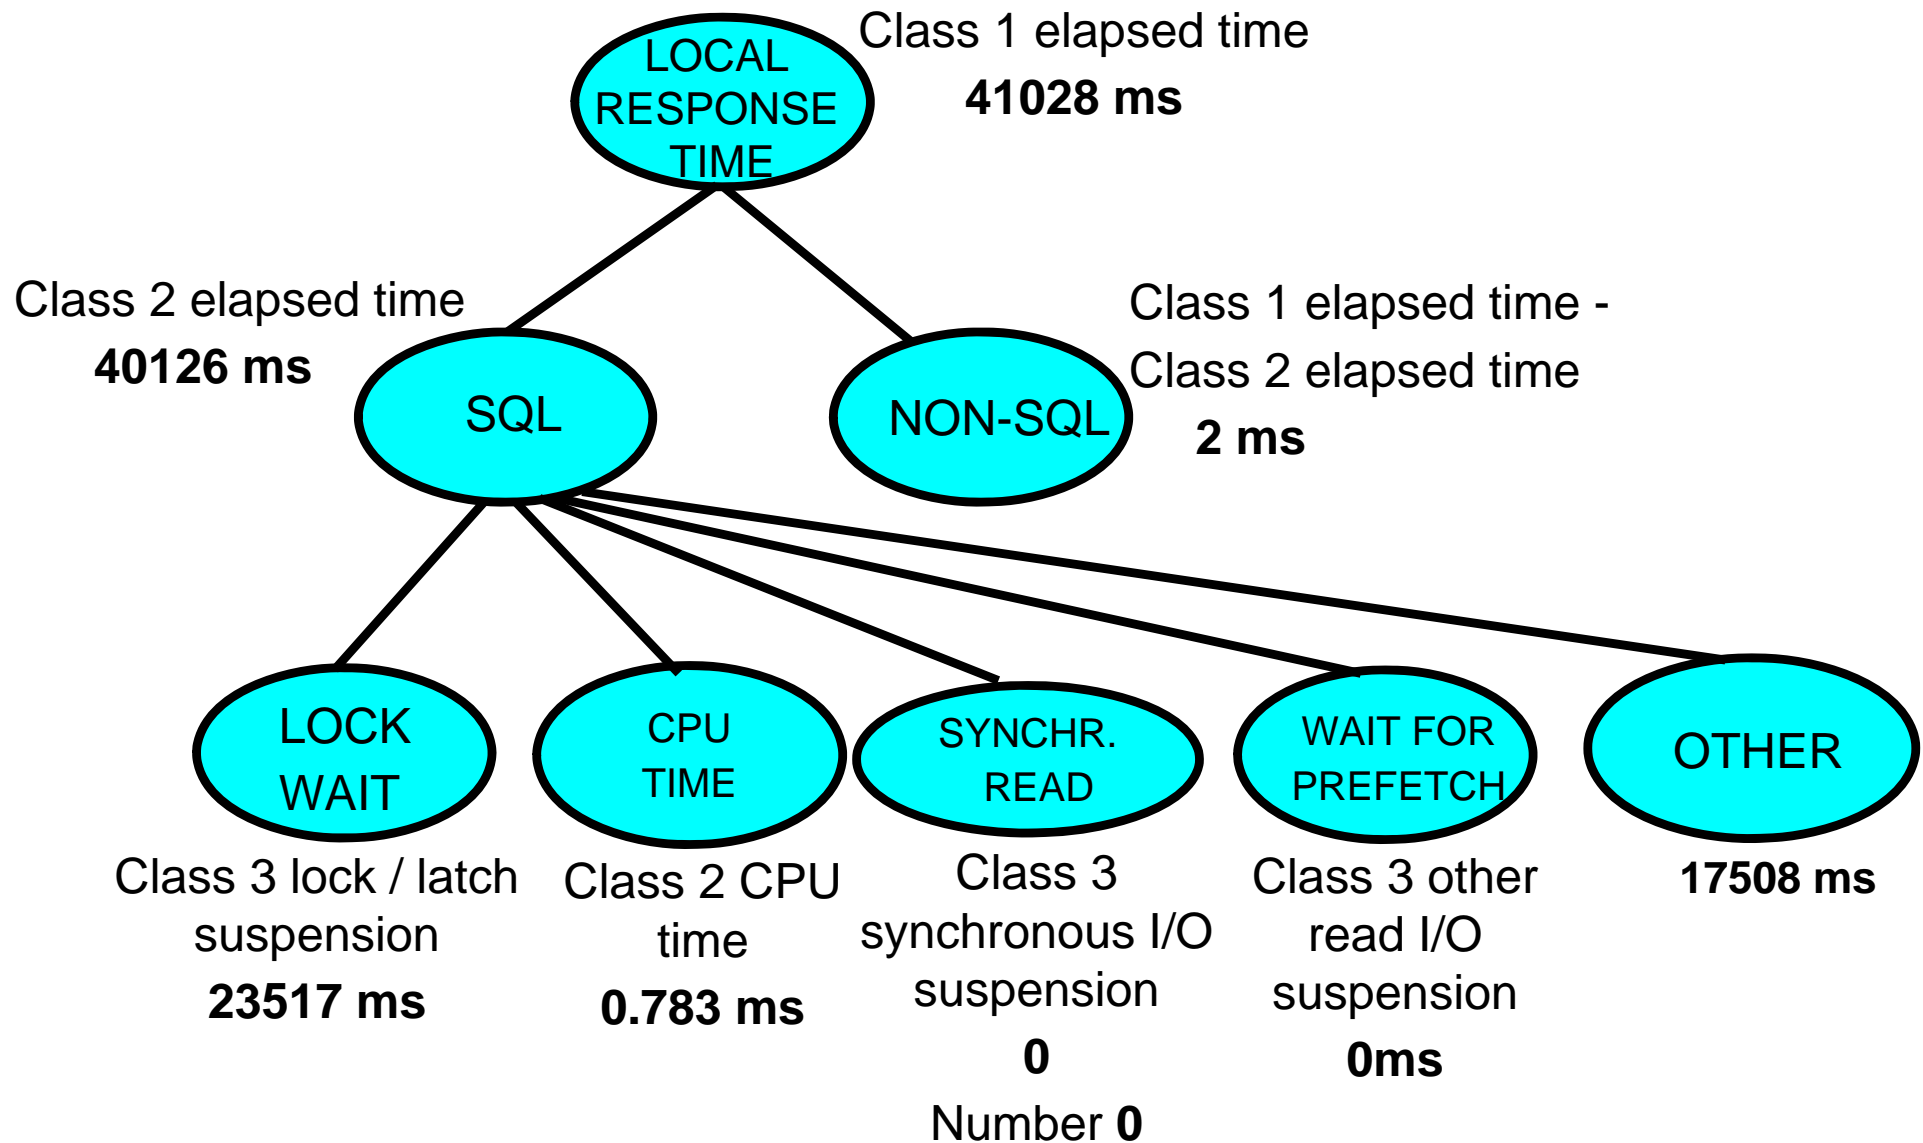 LOCAL
RESPONSE
TIME
Class 1 elapsed time
41028 ms
Class 2 elapsed time
40126 ms
SQL
NON-SQL
Class 1 elapsed time -
Class 2 elapsed time
2 ms
LOCK
WAIT
Class 3 lock / latch
suspension
23517 ms
CPU
TIME
Class 2 CPU
time
0.783 ms
SYNCHR.
READ
Class 3
synchronous I/O
suspension
0
Number 0
WAIT FOR
PREFETCH
Class 3 other
read I/O
suspension
0ms
OTHER
17508 ms